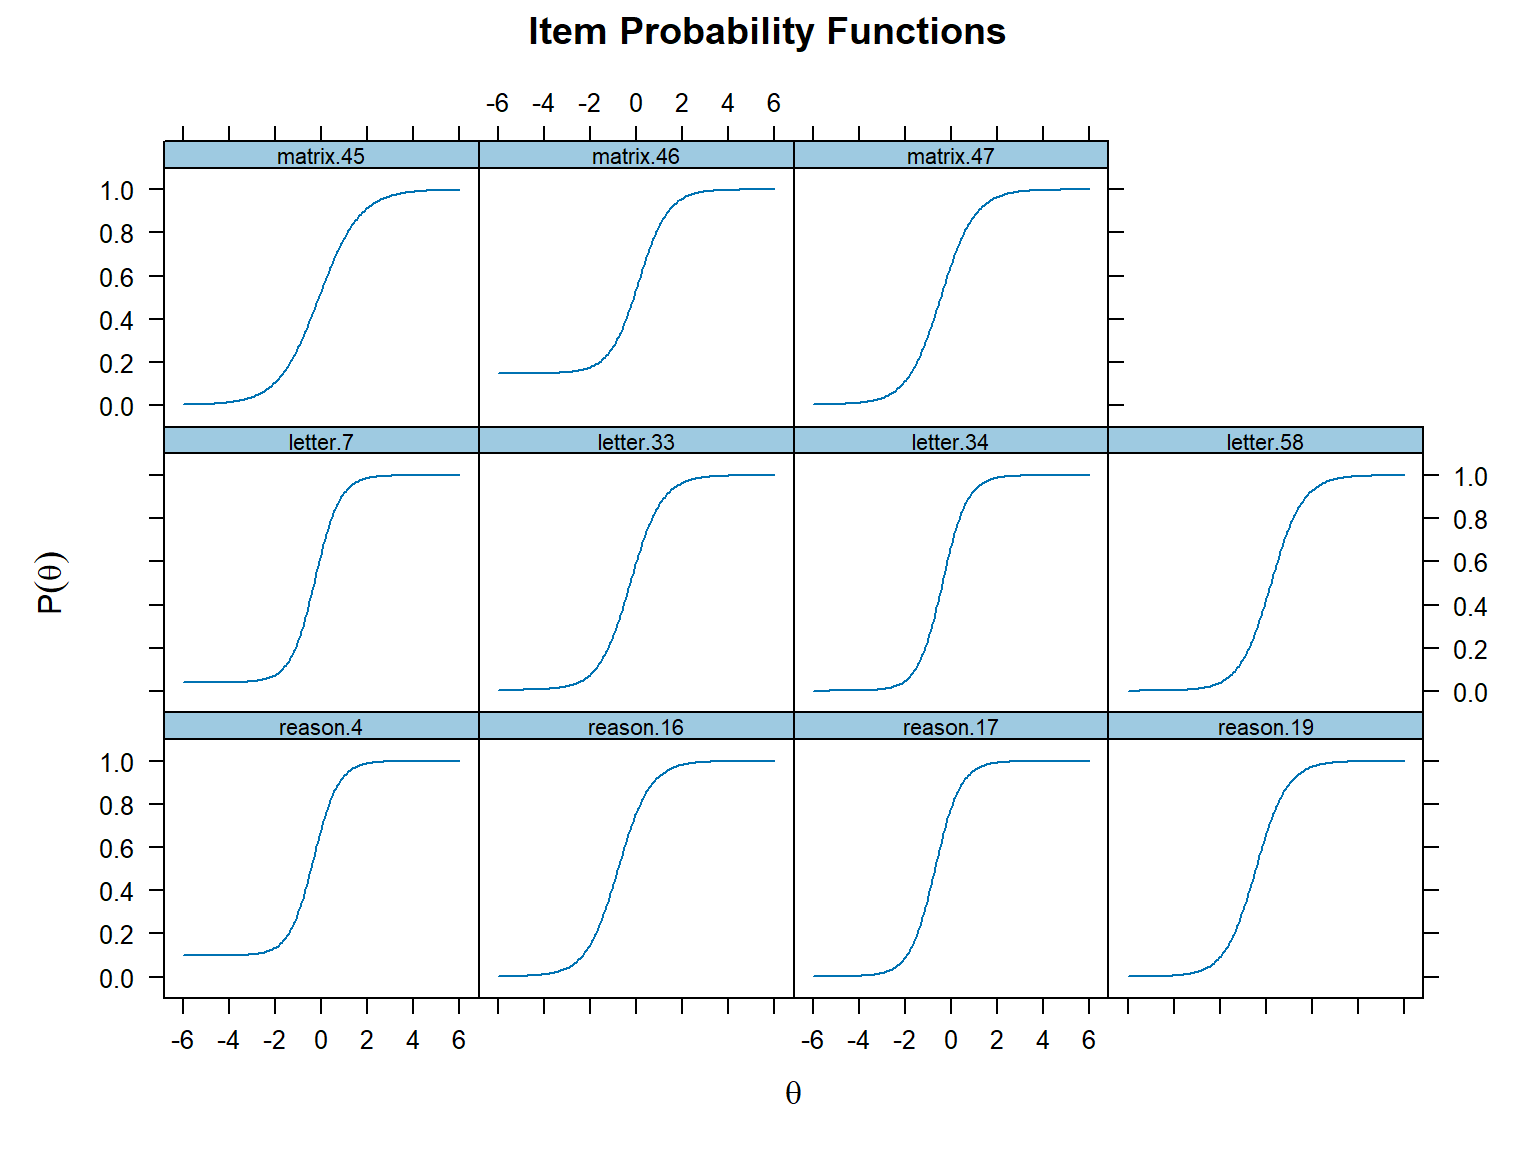 Item Probability Functions
-6 -4 -2 0 2 4 6
matrix.45 matrix.46 matrix.47
1.0
0.8
0.6
0.4
0.2
0.0
letter.7 letter.33 letter.34 letter.58
1.0
0.8
0.6
0.4
0.2
0.0
P(θ)
reason.4 reason.16 reason.17 reason.19
1.0
0.8
0.6
0.4
0.2
0.0
-6 -4 -2 0 2 4 6 -6 -4 -2 0 2 4 6
θ